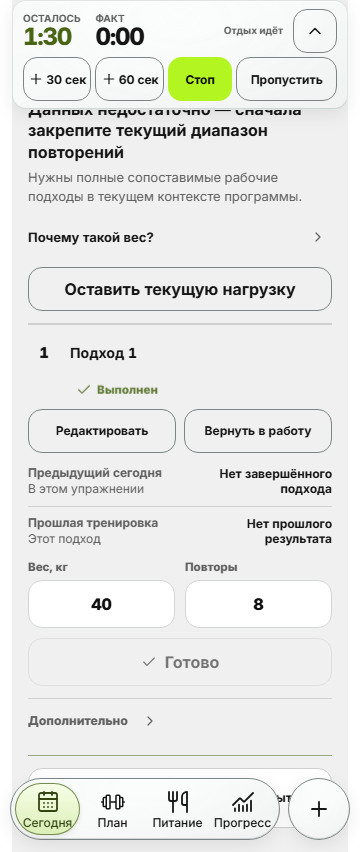 ОСТАЛОСЬ ФАКТ
1:30 0:00 Отдых идёт
+ 30 сек + 60 сек Стоп Пропустить
Данных недостаточно — сначала
закрепите текущий диапазон
повторений
Нужны полные сопоставимые рабочие
подходы в текущем контексте программы.
Почему такой вес?
Оставить текущую нагрузку
1 Подход 1
Выполнен
Редактировать Вернуть в работу
Предыдущий сегодня Нет завершённого
В этом упражнении подхода
Прошлая тренировка Нет прошлого
Этот подход результата
Вес, кг Повторы
40 8
Готово
Дополнительно
Сегодня План Питание Прогресс